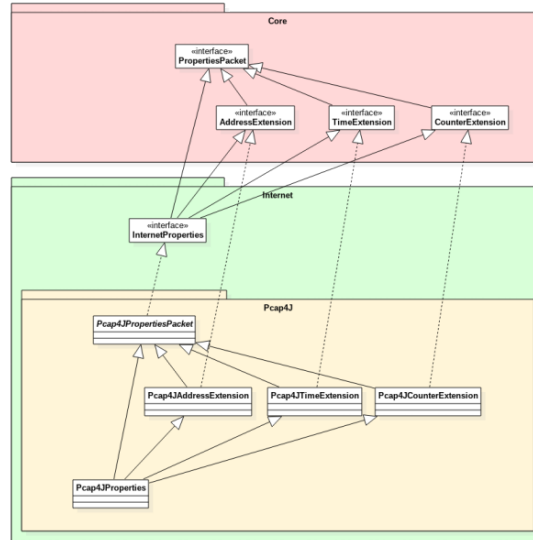 Core
«interface»
PropertiesPacket
«interface»
AddressExtension
«interface»
TimeExtension
«interface»
CounterExtension
Internet
«interface»
InternetProperties
Pcap4J
Pcap4JPropertiesPacket
Pcap4JAddressExtension
Pcap4JTimeExtension
Pcap4JCounterExtension
Pcap4JProperties